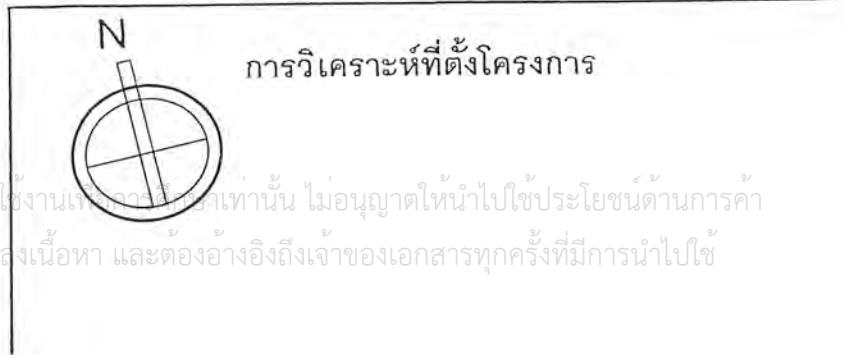 N
การวิเคราะห์ที่ตั้งโครงการ
ใช้งานเพื่อการศึกษาเท่านั้น ไม่อนุญาตให้นำไปใช้ประโยชน์ด้านการค้า
ลงเนื้อหา และต้องอ้างอิงถึงเจ้าของเอกสารทุกครั้งที่มีการนำไปใช้